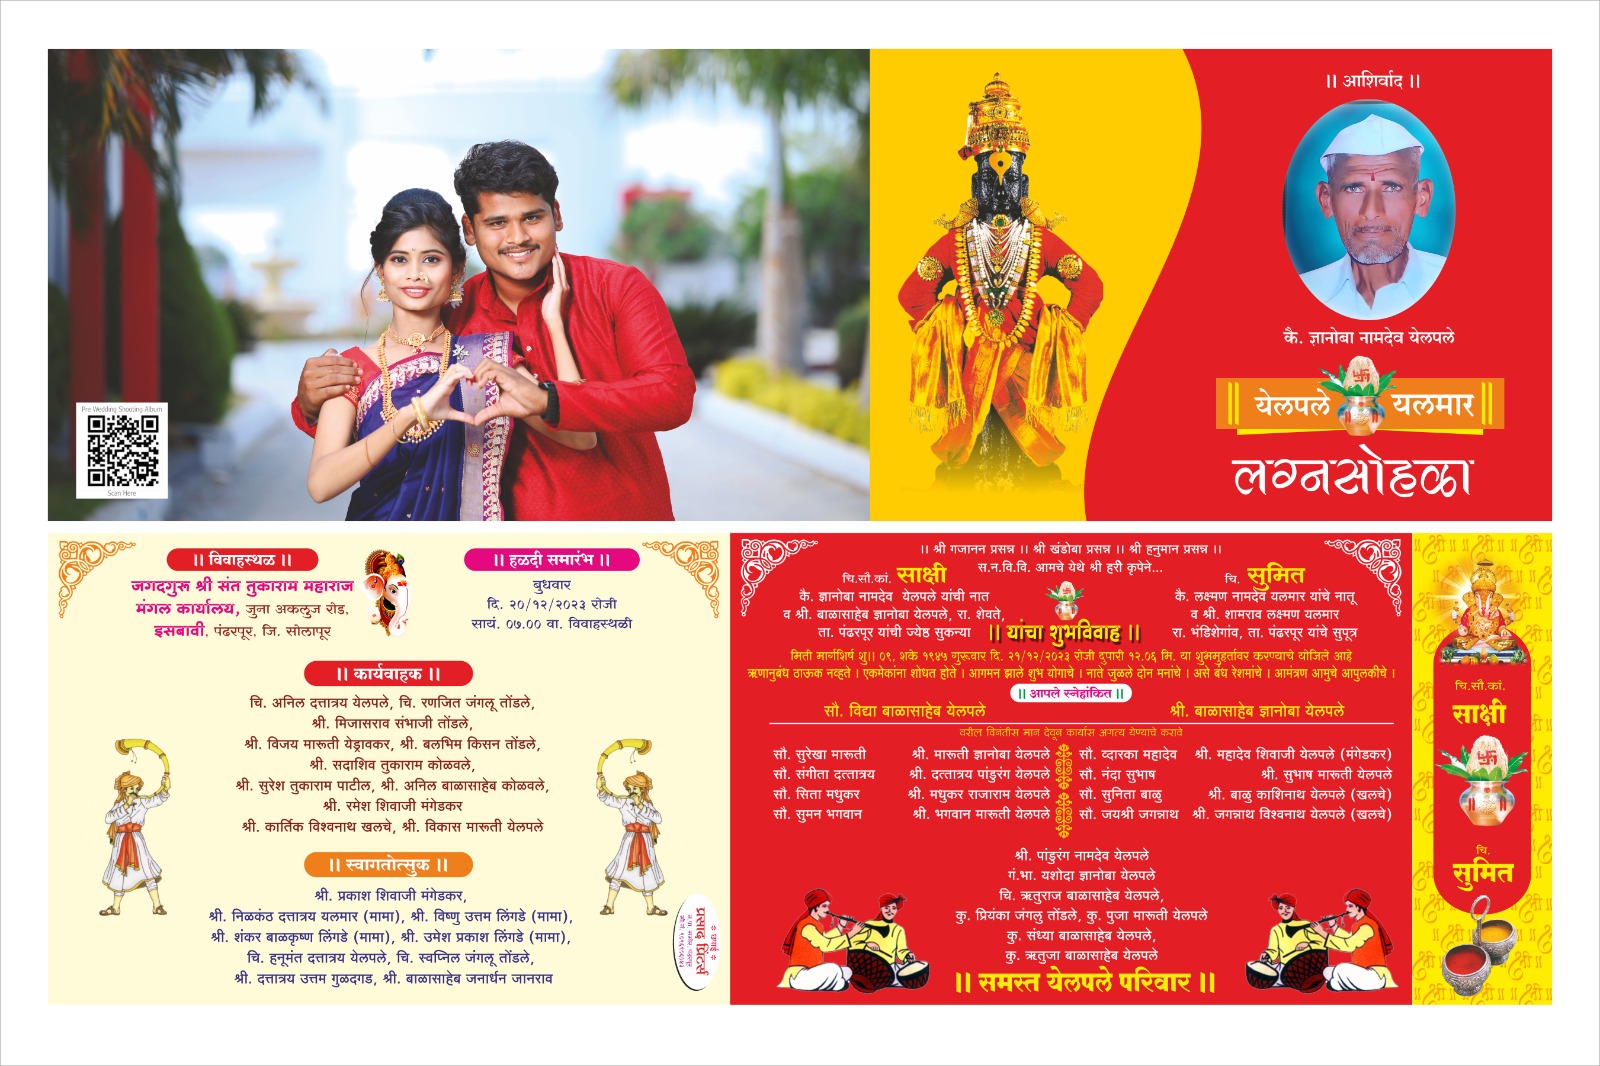 Pre Wedding Shooting Album
Scan Here
।। आशिर्वाद ।।
कै. ज्ञानोबा नामदेव येलपले
।। येलपले यलमार ।।
लग्नसोहळा
।। विवाहस्थळ ।।
जगदगुरू श्री संत तुकाराम महाराज
मंगल कार्यालय, जुना अकलुज रोड,
इसबावी, पंढरपूर, जि. सोलापूर
।। हळदी समारंभ ।।
बुधवार
दि. २०/१२/२०२३ रोजी
सायं. ०७.०० वा. विवाहस्थळी
।। कार्यवाहक ।।
चि. अनिल दत्तात्रय येलपले, चि. रणजित जंगलू तोंडले,
श्री. मिजासराव संभाजी तोंडले,
श्री. विजय मारूती येड्रावकर, श्री. बलभिम किसन तोंडले,
श्री. सदाशिव तुकाराम कोळवले,
श्री. सुरेश तुकाराम पाटील, श्री. अनिल बाळासाहेब कोळवले,
श्री. रमेश शिवाजी मंगेडकर
श्री. कार्तिक विश्वनाथ खलचे, श्री. विकास मारूती येलपले
।। स्वागतोत्सुक ।।
श्री. प्रकाश शिवाजी मंगेडकर,
श्री. निळकंठ दत्तात्रय यलमार (मामा), श्री. विष्णु उत्तम लिंगडे (मामा),
श्री. शंकर बाळकृष्ण लिंगडे (मामा), श्री. उमेश प्रकाश लिंगडे (मामा),
चि. हनूमंत दत्तात्रय येलपले, चि. स्वप्निल जंगलू तोंडले,
श्री. दत्तात्रय उत्तम गुळदगड, श्री. बाळासाहेब जनार्धन जानराव
प्रसाद प्रिंटर्स
।। श्री गजानन प्रसन्न ।। श्री खंडोबा प्रसन्न ।। श्री हनुमान प्रसन्न ।।
स.न.वि.वि. आमचे येथे श्री हरी कृपेने...
चि.सौ.कां. साक्षी
कै. ज्ञानोबा नामदेव येलपले यांची नात
व श्री. बाळासाहेब ज्ञानोबा येलपले, रा. शेवते,
ता. पंढरपूर यांची ज्येष्ठ सुकन्या
चि. सुमित
कै. लक्ष्मण नामदेव यलमार यांचे नातू
व श्री. शामराव लक्ष्मण यलमार
रा. भंडिशेगांव, ता. पंढरपूर यांचे सुपूत्र
।। यांचा शुभविवाह ।।
मिती मार्गशिर्ष शु।। ०९, शके १९४५ गुरूवार दि. २१/१२/२०२३ रोजी दुपारी १२.०६ मि. या शुभमुहूर्तावर करण्याचे योजिले आहे
ऋणानुबंध ठाऊक नव्हते । एकमेकांना शोधत होते । आगमन झाले शुभ योगाचे । नाते जुळले दोन मनांचे । असे बंध रेशमांचे । आमंत्रण आमुचे आपुलकीचे ।
।। आपले स्नेहांकित ।।
सौ. विद्या बाळासाहेब येलपले श्री. बाळासाहेब ज्ञानोबा येलपले
वरील विनंतीस मान देवून कार्यास अगत्य येण्याचे करावे
सौ. सुरेखा मारूती श्री. मारूती ज्ञानोबा येलपले
सौ. संगीता दत्तात्रय श्री. दत्तात्रय पांडुरंग येलपले
सौ. सिता मधुकर श्री. मधुकर राजाराम येलपले
सौ. सुमन भगवान श्री. भगवान मारूती येलपले
सौ. व्दारका महादेव श्री. महादेव शिवाजी येलपले (मंगेडकर)
सौ. नंदा सुभाष श्री. सुभाष मारूती येलपले
सौ. सुनिता बाळु श्री. बाळु काशिनाथ येलपले (खलचे)
सौ. जयश्री जगन्नाथ श्री. जगन्नाथ विश्वनाथ येलपले (खलचे)
श्री. पांडुरंग नामदेव येलपले
गं.भा. यशोदा ज्ञानोबा येलपले
चि. ऋतुराज बाळासाहेब येलपले,
कु. प्रियंका जंगलु तोंडले, कु. पुजा मारूती येलपले
कु. संध्या बाळासाहेब येलपले,
कु. ऋतुजा बाळासाहेब येलपले
।। समस्त येलपले परिवार ।।
चि.सौ.कां.
साक्षी
चि.
सुमित